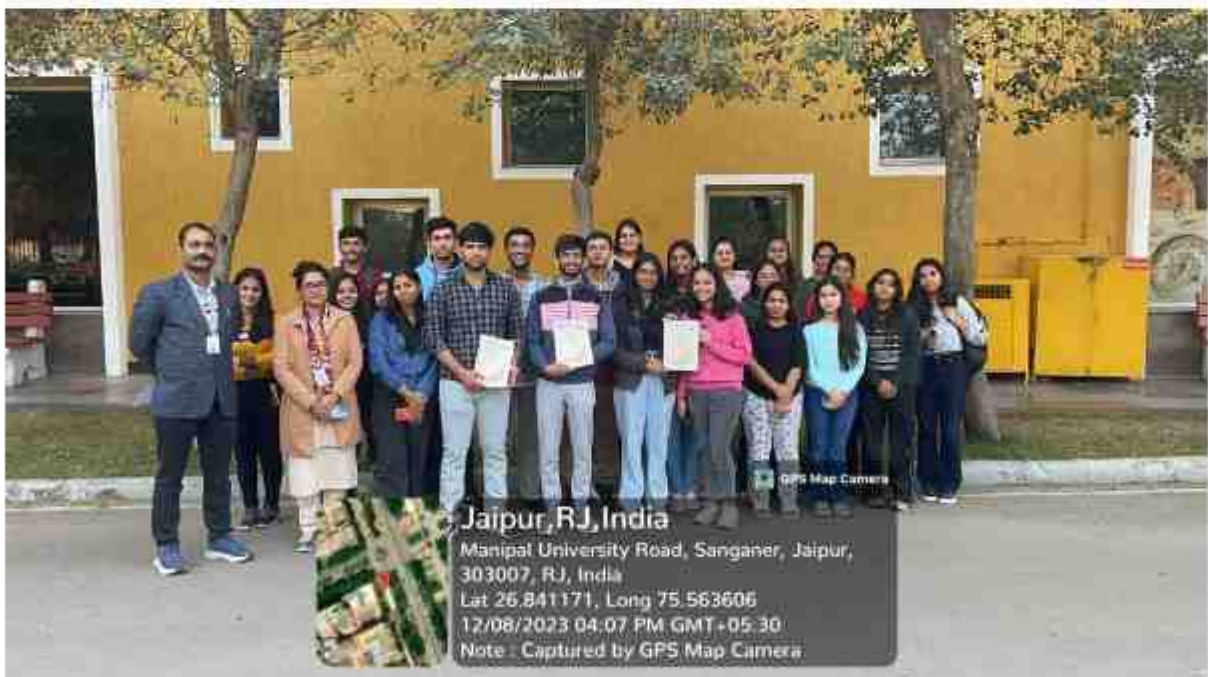 GPS Map Camera
Jaipur,RJ,India
Manipal University Road, Sanganer, Jaipur,
303007, RJ, India
Lat 26.841171, Long 75.563606
12/08/2023 04:07 PM GMT+05:30
Note : Captured by GPS Map Camera